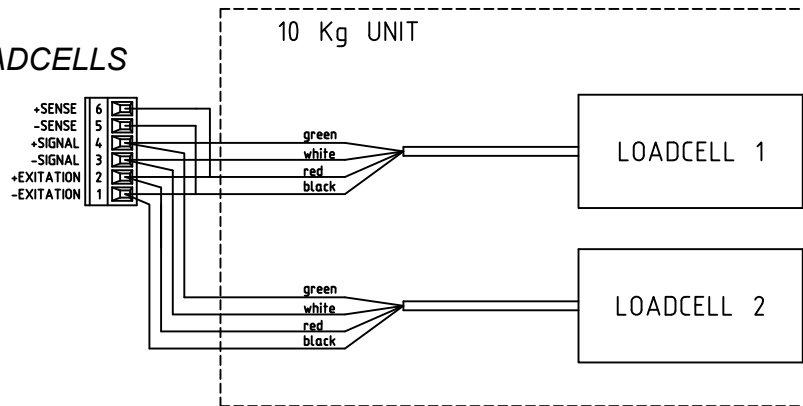 10 Kg UNIT
ADCELLS
+SENSE 6
-SENSE 5
+SIGNAL 4
-SIGNAL 3
+EXITATION 2
-EXITATION 1
green
white
red
black
LOADCELL 1
green
white
red
black
LOADCELL 2